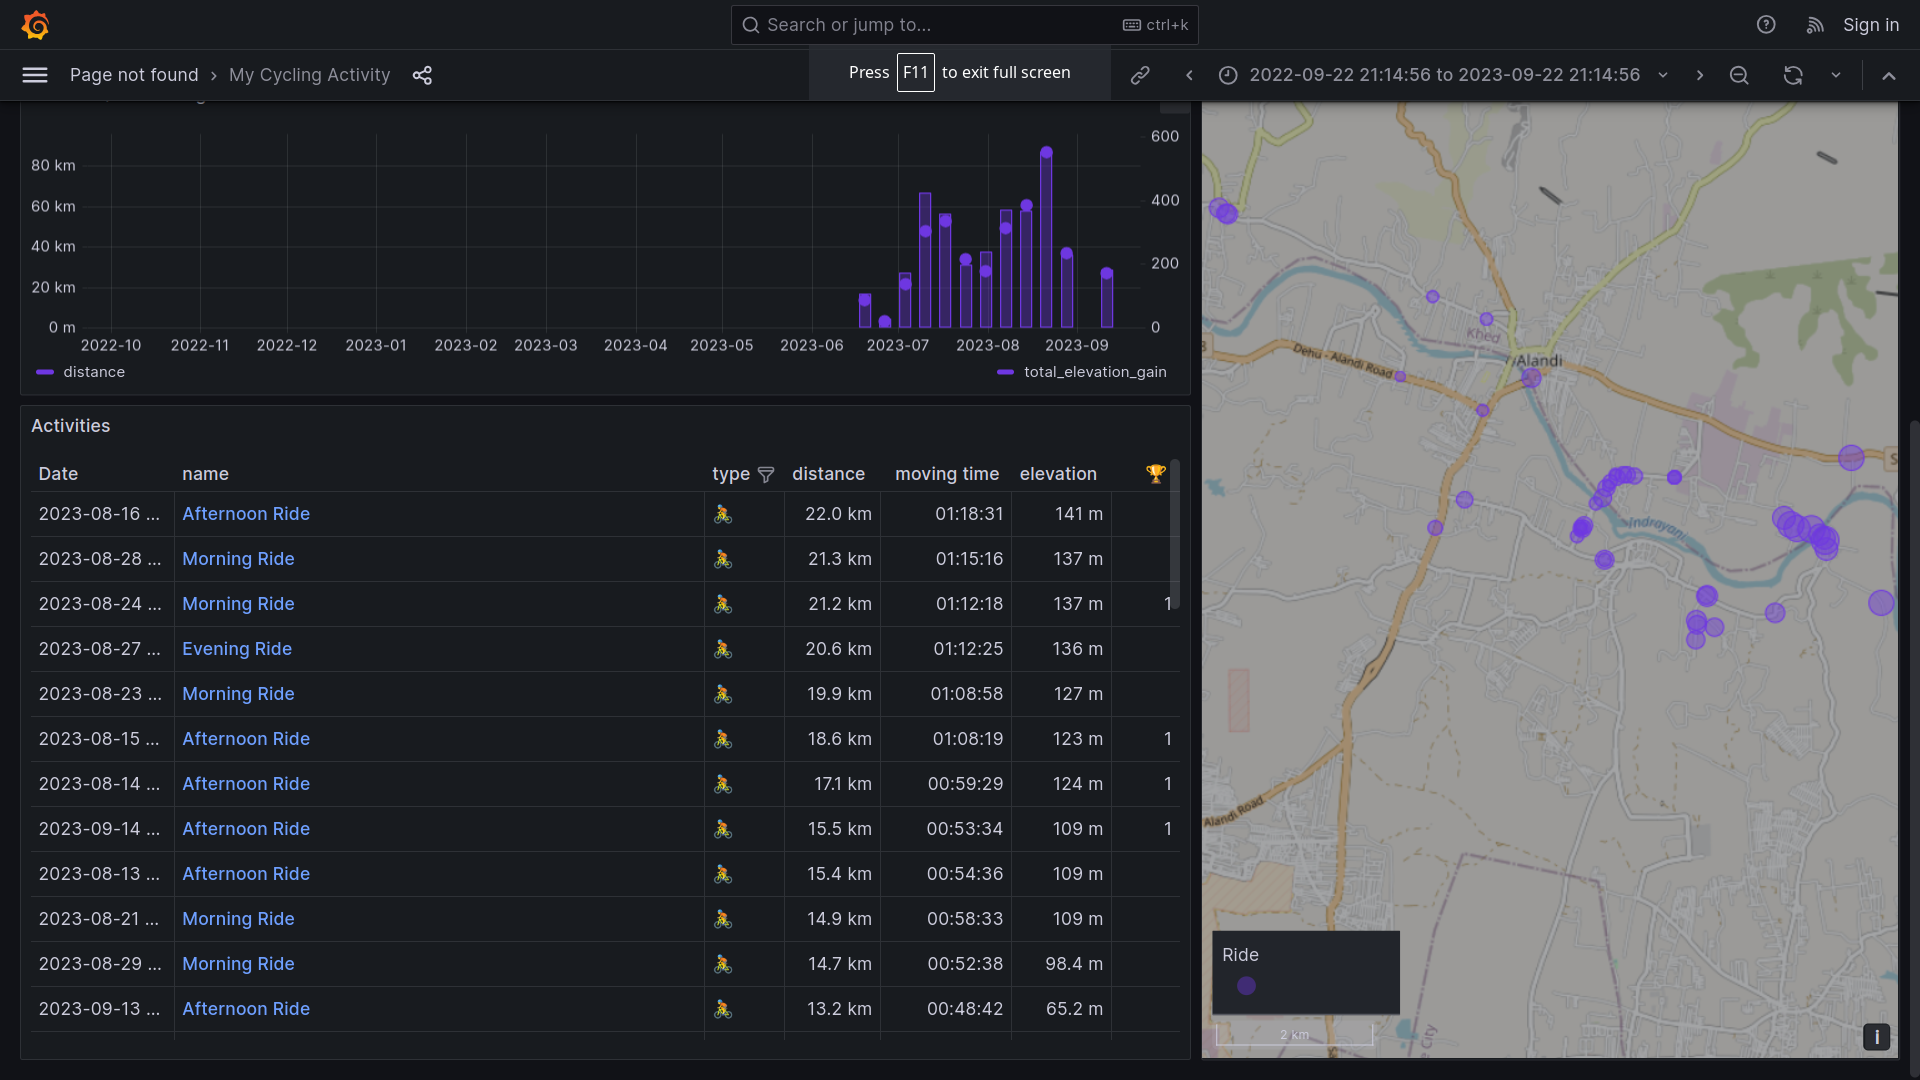 Search or jump to...
ctrl+k
Sign in
Page not found › My Cycling Activity
Press F11 to exit full screen
2022-09-22 21:14:56 to 2023-09-22 21:14:56
80 km
60 km
40 km
20 km
0 m
600
400
200
0
2022-10 2022-11 2022-12 2023-01 2023-02 2023-03 2023-04 2023-05 2023-06 2023-07 2023-08 2023-09
distance
total_elevation_gain
Activities
Date name type distance moving time elevation 🏆
2023-08-16 ... Afternoon Ride 🚴 22.0 km 01:18:31 141 m
2023-08-28 ... Morning Ride 🚴 21.3 km 01:15:16 137 m
2023-08-24 ... Morning Ride 🚴 21.2 km 01:12:18 137 m 1
2023-08-27 ... Evening Ride 🚴 20.6 km 01:12:25 136 m
2023-08-23 ... Morning Ride 🚴 19.9 km 01:08:58 127 m
2023-08-15 ... Afternoon Ride 🚴 18.6 km 01:08:19 123 m 1
2023-08-14 ... Afternoon Ride 🚴 17.1 km 00:59:29 124 m 1
2023-09-14 ... Afternoon Ride 🚴 15.5 km 00:53:34 109 m 1
2023-08-13 ... Afternoon Ride 🚴 15.4 km 00:54:36 109 m
2023-08-21 ... Morning Ride 🚴 14.9 km 00:58:33 109 m
2023-08-29 ... Morning Ride 🚴 14.7 km 00:52:38 98.4 m
2023-09-13 ... Afternoon Ride 🚴 13.2 km 00:48:42 65.2 m
Khed
Alandi
Dehu - Alandi Road
Indrayani
Alandi Road
City
Ride
2 km
i